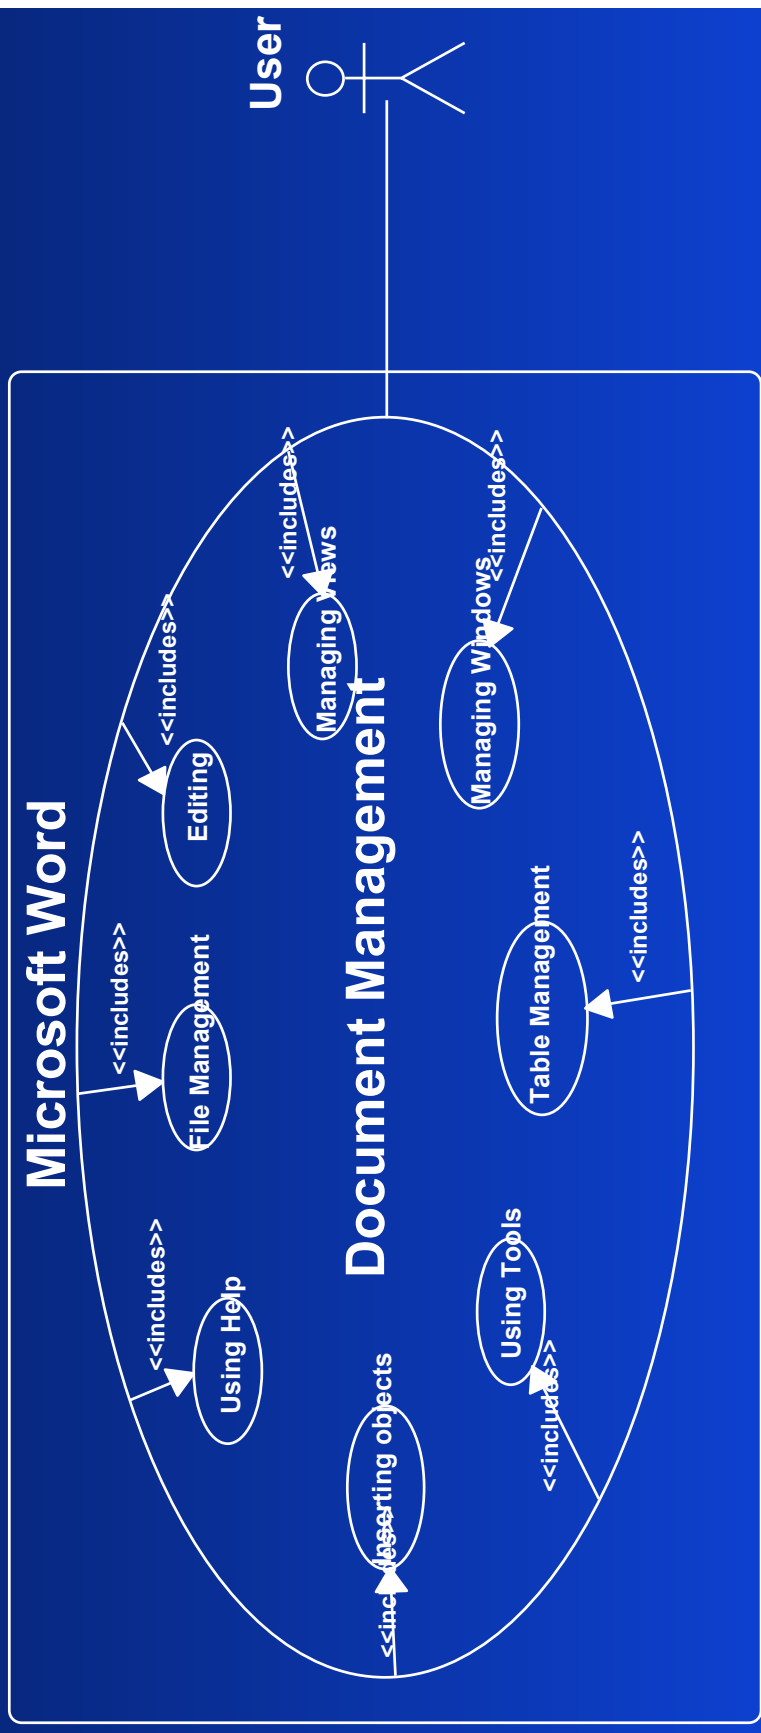 User
Microsoft Word
Document Management
<<includes>>
Managing Views
<<includes>>
Managing Windows
<<includes>>
Editing
<<includes>>
File Management
<<includes>>
Table Management
<<includes>>
Using Help
<<includes>>
Using Tools
<<includes>>
Inserting objects